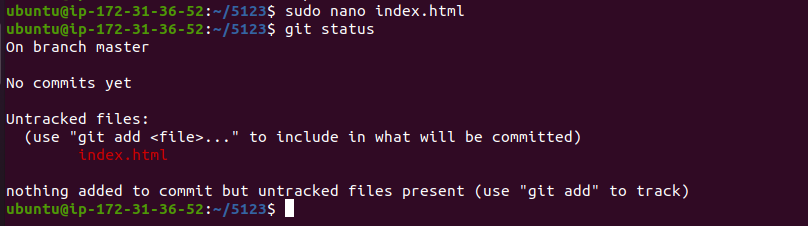 ubuntu@ip-172-31-36-52:~/5123$ sudo nano index.html
ubuntu@ip-172-31-36-52:~/5123$ git status
On branch master
No commits yet
Untracked files:
(use "git add <file>..." to include in what will be committed)
index.html
nothing added to commit but untracked files present (use "git add" to track)
ubuntu@ip-172-31-36-52:~/5123$